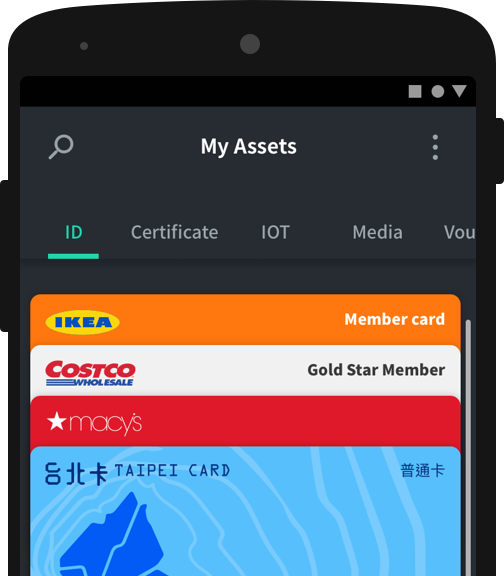 My Assets
ID Certificate IOT Media Vou
IKEA Member card
COSTCO WHOLESALE Gold Star Member
macy's
台北卡 TAIPEI CARD 普通卡